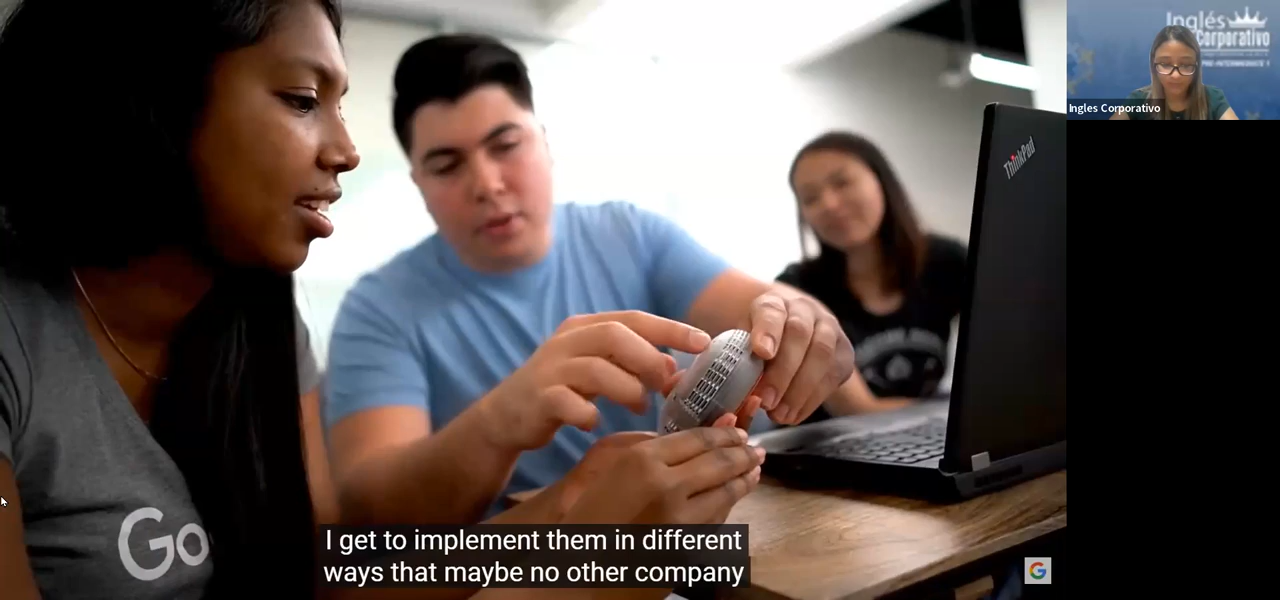 Inglés
Corporativo
Ingles Corporativo
ThinkPad
Go
I get to implement them in different
ways that maybe no other company
G